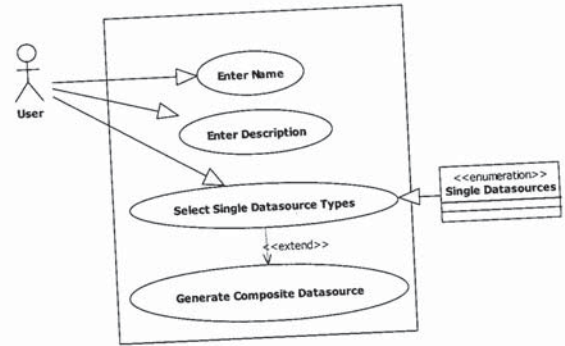 Enter Name
User
Enter Description
<<enumeration>>
Single Datasources
Select Single Datasource Types
<<extend>>
Generate Composite Datasource